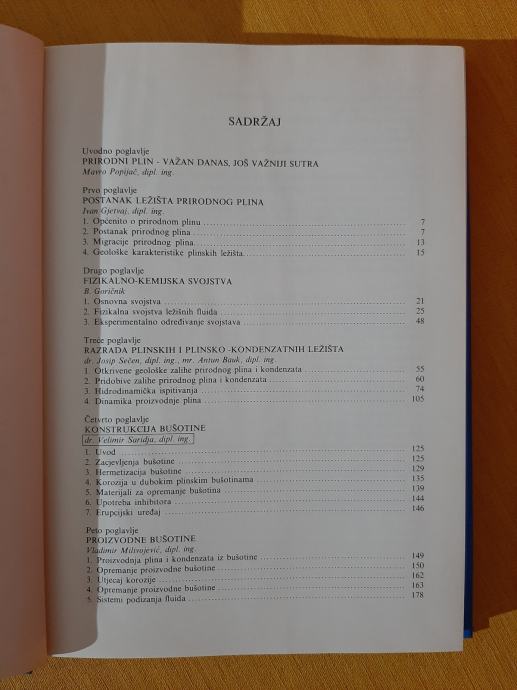 SADRŽAJ
Uvodno poglavlje
PRIRODNI PLIN - VAŽAN DANAS, JOŠ VAŽNIJI SUTRA
Mavro Popijač, dipl. ing.
Prvo poglavlje
POSTANAK LEŽIŠTA PRIRODNOG PLINA
Ivan Gjetvaj, dipl. ing.
1. Općenito o prirodnom plinu 7
2. Postanak prirodnog plina 7
3. Migracije prirodnog plina 13
4. Geološke karakteristike plinskih ležišta 15
Drugo poglavlje
FIZIKALNO-KEMIJSKA SVOJSTVA
B. Goričnik
1. Osnovna svojstva 21
2. Fizikalna svojstva ležišnih fluida 25
3. Eksperimentalno određivanje svojstava 48
Treće poglavlje
RAZRADA PLINSKIH I PLINSKO-KONDENZATNIH LEŽIŠTA
dr. Josip Sečen, dipl. ing., mr. Antun Bauk, dipl. ing.
1. Otkrivene geološke zalihe prirodnog plina i kondenzata 55
2. Pridobive zalihe prirodnog plina i kondenzata 60
3. Hidrodinamička ispitivanja 74
4. Dinamika proizvodnje plina 105
Četvrto poglavlje
KONSTRUKCIJA BUŠOTINE
dr. Velimir Šaridja, dipl. ing.
1. Uvod 125
2. Zacjevljenja bušotine 125
3. Hermetizacija bušotine 129
4. Korozija u dubokim plinskim bušotinama 135
5. Materijali za opremanje bušotina 139
6. Upotreba inhibitora 144
7. Erupcijski uređaj 146
Peto poglavlje
PROIZVODNE BUŠOTINE
Vladimir Milivojević, dipl. ing.
1. Proizvodnja plina i kondenzata iz bušotine 149
2. Opremanje proizvodne bušotine 150
3. Utjecaj korozije 162
4. Opremanje proizvodne bušotine 163
5. Sistemi podizanja fluida 178